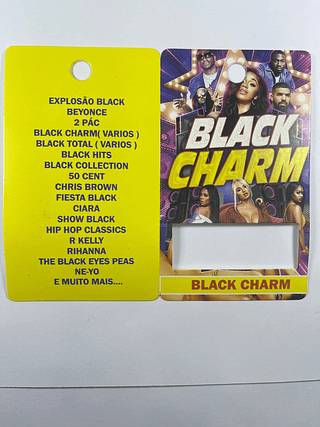 EXPLOSÃO BLACK
BEYONCE
2 PÁC
BLACK CHARM( VARIOS )
BLACK TOTAL ( VARIOS )
BLACK HITS
BLACK COLLECTION
50 CENT
CHRIS BROWN
FIESTA BLACK
CIARA
SHOW BLACK
HIP HOP CLASSICS
R KELLY
RIHANNA
THE BLACK EYES PEAS
NE-YO
E MUITO MAIS....
BLACK
CHARM
BLACK CHARM